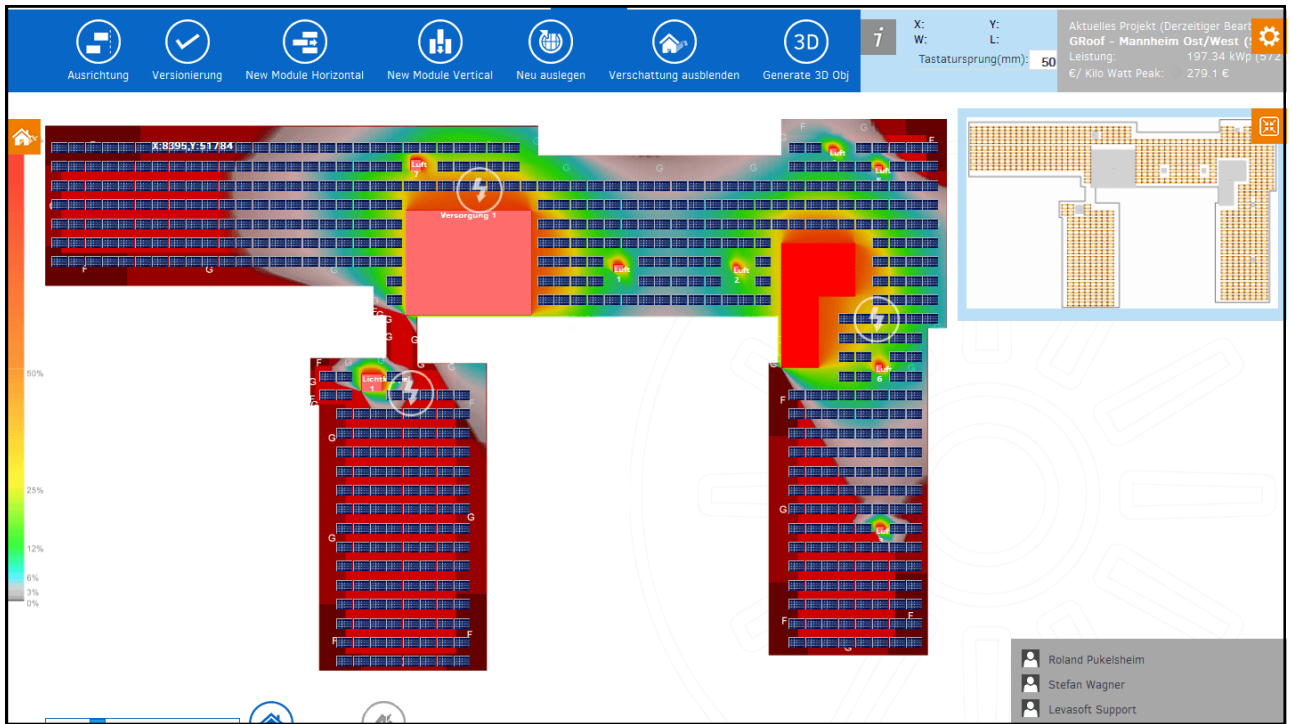 Ausrichtung
Versionierung
New Module Horizontal
New Module Vertical
Neu auslegen
Verschattung ausblenden
3D
Generate 3D Obj
i
X: Y:
W: L:
Tastatursprung(mm): 50
Aktuelles Projekt (Derzeitiger Bearb
GRoof - Mannheim Ost/West (
Leistung: 197.34 kWp (572
€/ Kilo Watt Peak: 279.1 €
X:8395,Y:51784
Luft
7
Versorgung 1
Luft
Luft
1
Luft
2
Luft
6
Lichtk
1
50%
25%
12%
6%
3%
0%
F
G
G
F
G
G
G
G
F
G
G
F
G
F
G
G
F
F
G
Roland Pukelsheim
Stefan Wagner
Levasoft Support